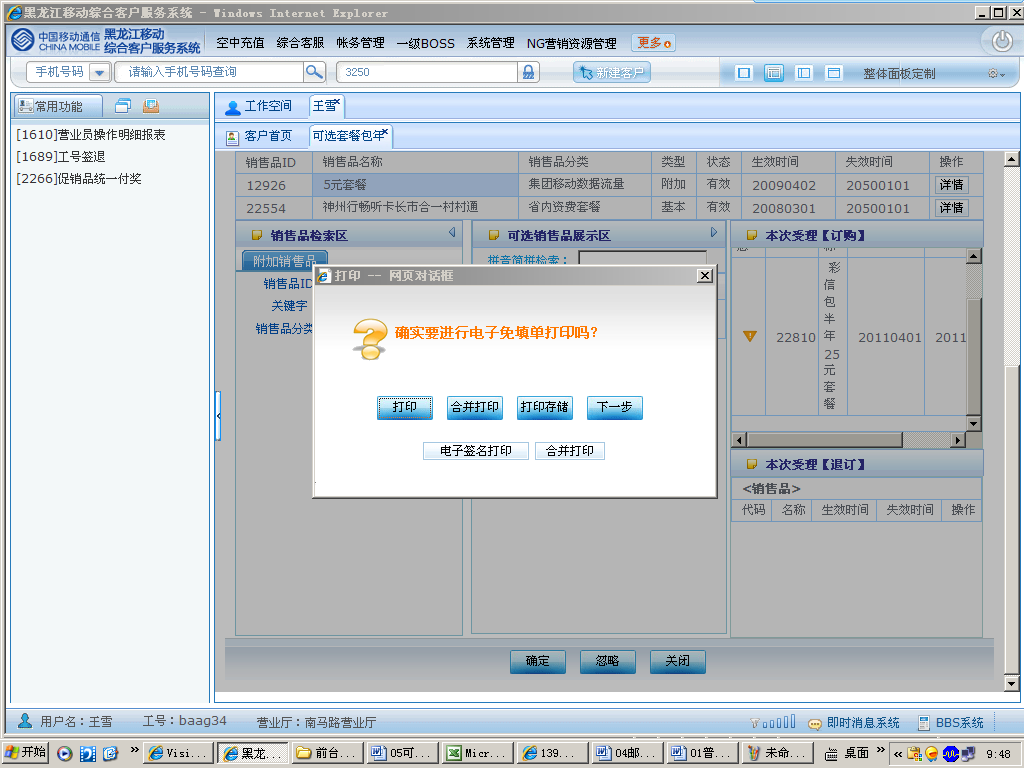 黑龙江移动综合客户服务系统 - Windows Internet Explorer
中国移动通信 CHINA MOBILE 黑龙江移动 综合客户服务系统
空中充值 综合客服 帐务管理 一级BOSS 系统管理 NG营销资源管理 更多
手机号码 请输入手机号码查询 3250 新建客户 整体面板定制
常用功能
[1610]营业员操作明细报表
[1689]工号签退
[2266]促销品统一付奖
工作空间 王雪
客户首页 可选套餐包年
销售品ID 销售品名称 销售品分类 类型 状态 生效时间 失效时间 操作
12926 5元套餐 集团移动数据流量 附加 有效 20090402 20500101 详情
22554 神州行畅听卡长市合一村村通 省内资费套餐 基本 有效 20080301 20500101 详情
销售品检索区 可选销售品展示区 本次受理【订购】
附加销售品 拼音简拼检索：
销售品ID
关键字
销售品分类
22810 彩信包半年25元套餐 20110401 2011
打印 -- 网页对话框
确实要进行电子免填单打印吗?
打印 合并打印 打印存储 下一步
电子签名打印 合并打印
本次受理【退订】
<销售品>
代码 名称 生效时间 失效时间 操作
确定 忽略 关闭
用户名：王雪 工号：baag34 营业厅：南马路营业厅 即时消息系统 BBS系统
开始 » Visi... 黑龙... 前台... 05可... Micr... 139... 04邮... 01普... 未命... 桌面 » « 9:48